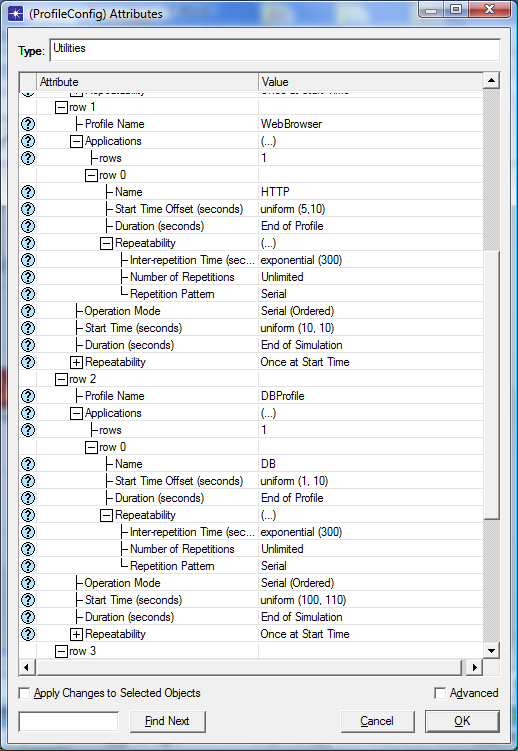 (ProfileConfig) Attributes
Type: Utilities
Attribute Value
Repeatability Once at Start Time
row 1
Profile Name WebBrowser
Applications (...)
rows 1
row 0
Name HTTP
Start Time Offset (seconds) uniform (5,10)
Duration (seconds) End of Profile
Repeatability (...)
Inter-repetition Time (sec... exponential (300)
Number of Repetitions Unlimited
Repetition Pattern Serial
Operation Mode Serial (Ordered)
Start Time (seconds) uniform (10, 10)
Duration (seconds) End of Simulation
Repeatability Once at Start Time
row 2
Profile Name DBProfile
Applications (...)
rows 1
row 0
Name DB
Start Time Offset (seconds) uniform (1, 10)
Duration (seconds) End of Profile
Repeatability (...)
Inter-repetition Time (sec... exponential (300)
Number of Repetitions Unlimited
Repetition Pattern Serial
Operation Mode Serial (Ordered)
Start Time (seconds) uniform (100, 110)
Duration (seconds) End of Simulation
Repeatability Once at Start Time
row 3
Apply Changes to Selected Objects Advanced
Find Next Cancel OK